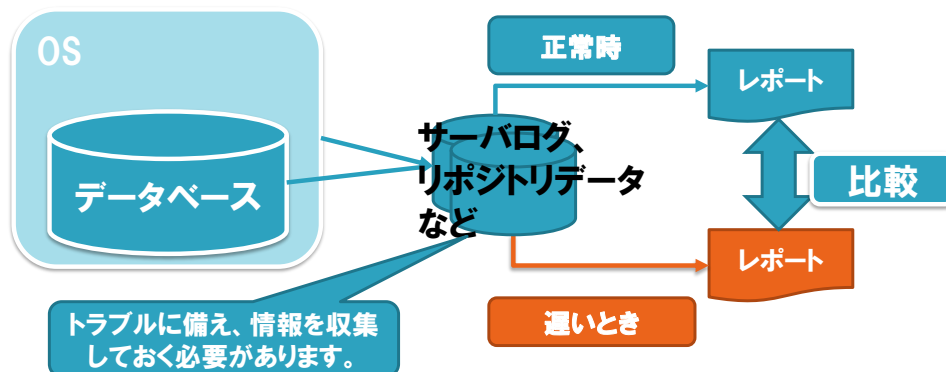 OS
データベース
サーバログ、
リポジトリデータ
など
正常時
レポート
比較
レポート
遅いとき
トラブルに備え、情報を収集
しておく必要があります。